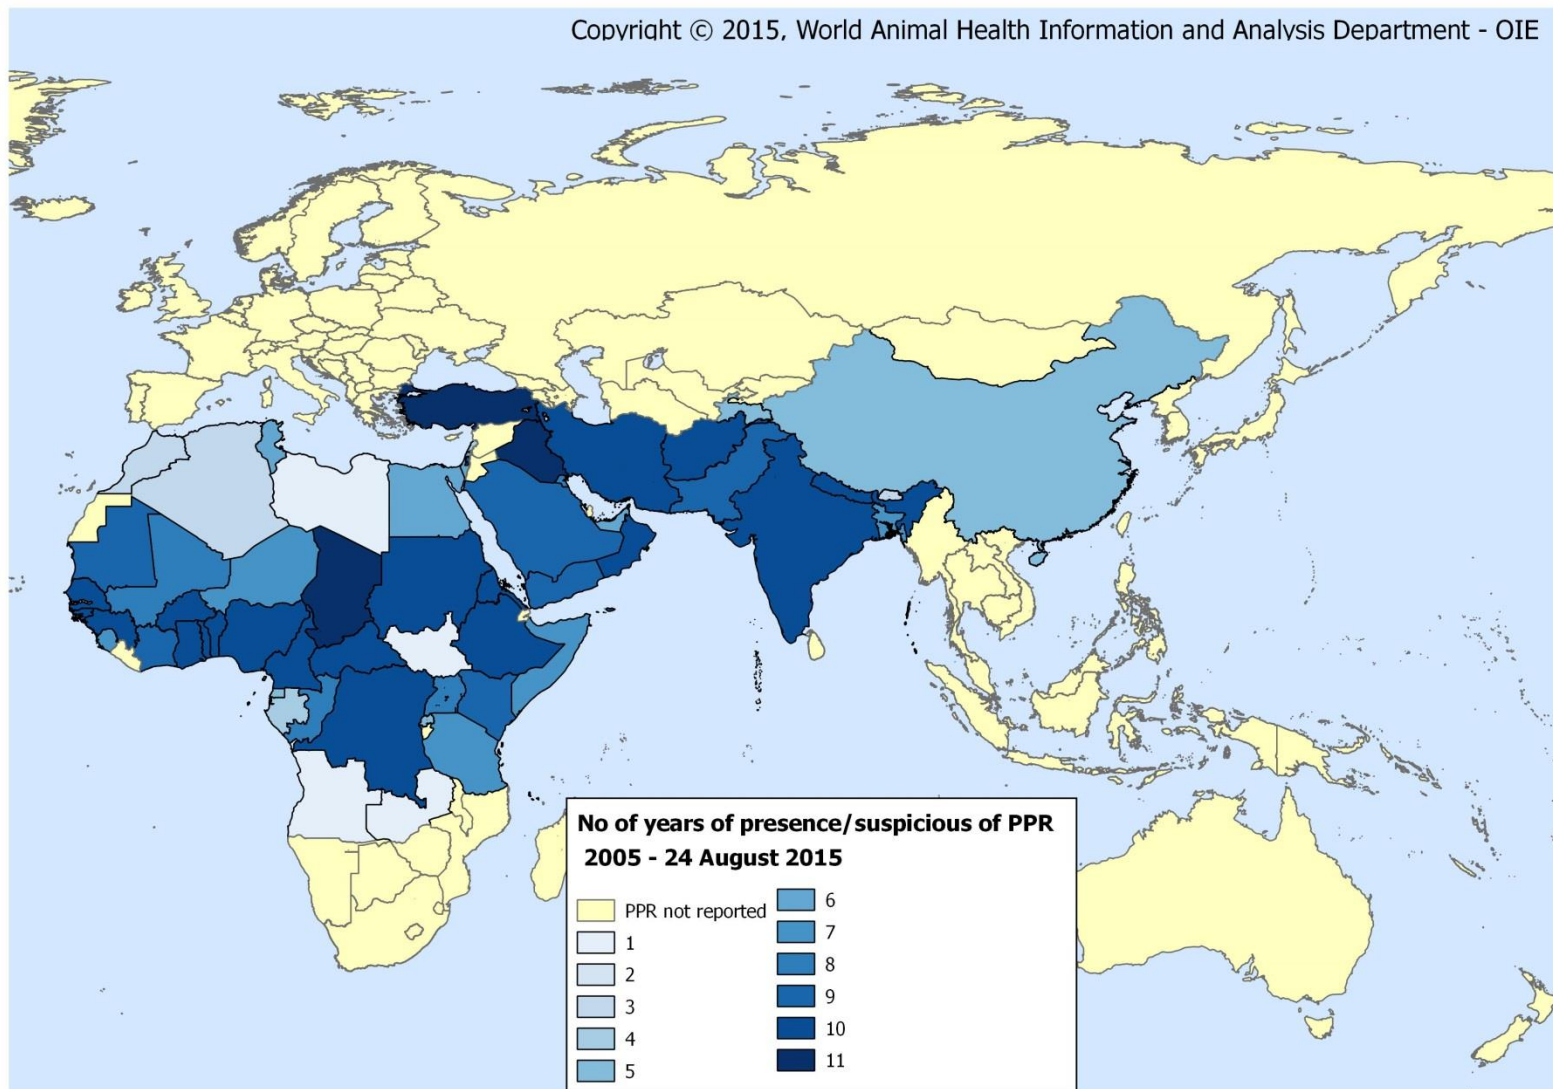 Copyright © 2015, World Animal Health Information and Analysis Department - OIE
No of years of presence/suspicious of PPR
2005 - 24 August 2015
PPR not reported
1
2
3
4
5
6
7
8
9
10
11